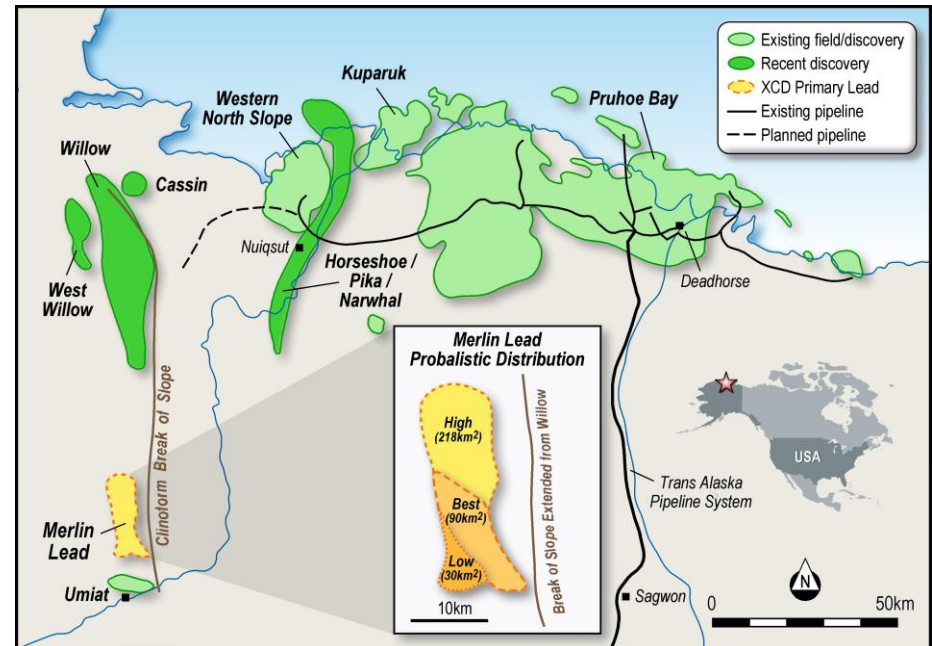 Existing field/discovery
Recent discovery
XCD Primary Lead
Existing pipeline
Planned pipeline
Kuparuk
Western
North Slope
Pruhoe Bay
Willow
Cassin
West
Willow
Nuiqsut
Horseshoe /
Pika /
Narwhal
Deadhorse
Clinoform Break of Slope
Merlin Lead
Probalistic Distribution
High
(218km²)
Best
(90km²)
Low
(30km²)
10km
Break of Slope Extended from Willow
USA
Trans Alaska
Pipeline System
Merlin
Lead
Umiat
Sagwon
N
0
50km